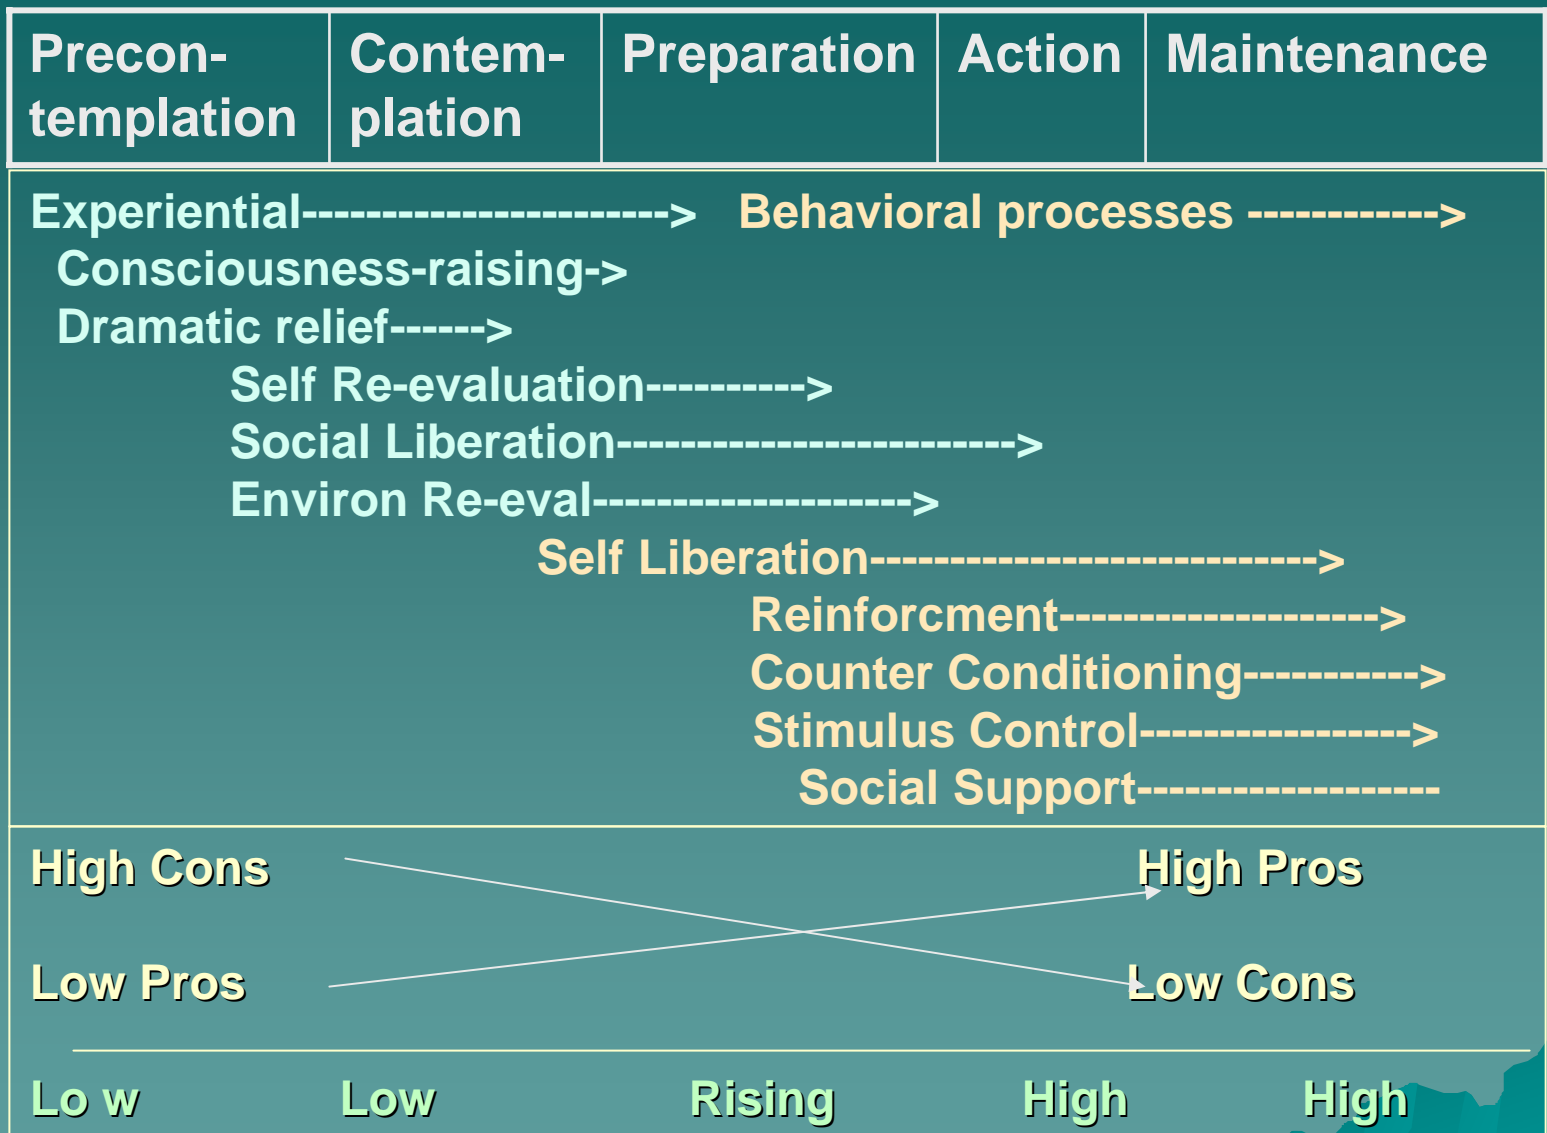 Precon- Contem- Preparation Action Maintenance
templation plation
Experiential-----------------------> Behavioral processes ------------>
Consciousness-raising->
Dramatic relief------>
Self Re-evaluation---------->
Social Liberation------------------------->
Environ Re-eval-------------------->
Self Liberation---------------------------->
Reinforcment-------------------->
Counter Conditioning----------->
Stimulus Control----------------->
Social Support-------------------
High Cons High Pros
Low Pros Low Cons
Lo w Low Rising High High